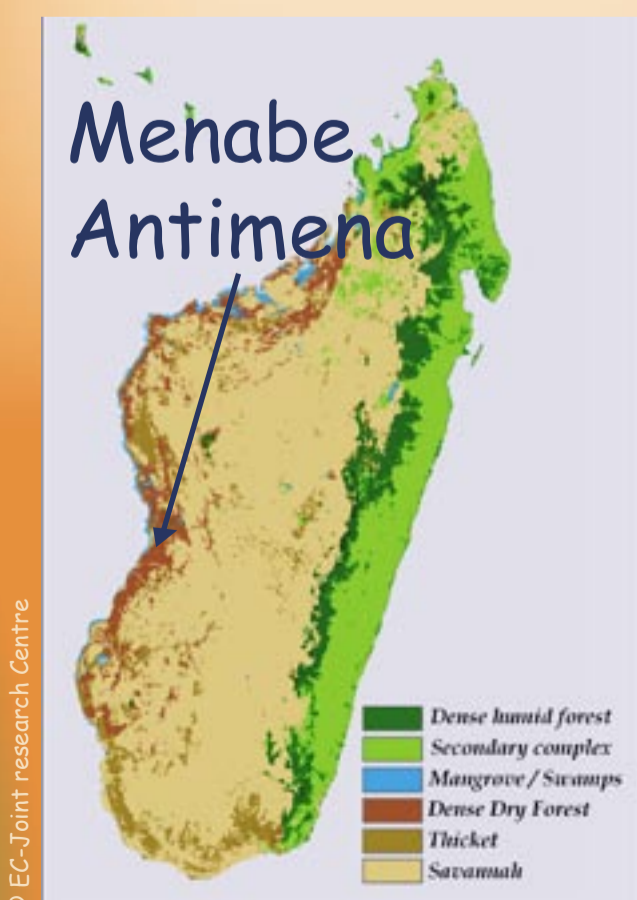 Menabe
Antimena
Dense humid forest
Secondary complex
Mangrove / Swamps
Dense Dry Forest
Thicket
Savannah
© EC-Joint research Centre